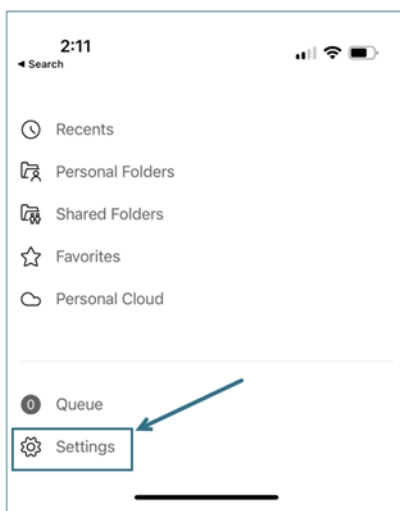 2:11
◀ Search
Recents
Personal Folders
Shared Folders
Favorites
Personal Cloud
0 Queue
Settings